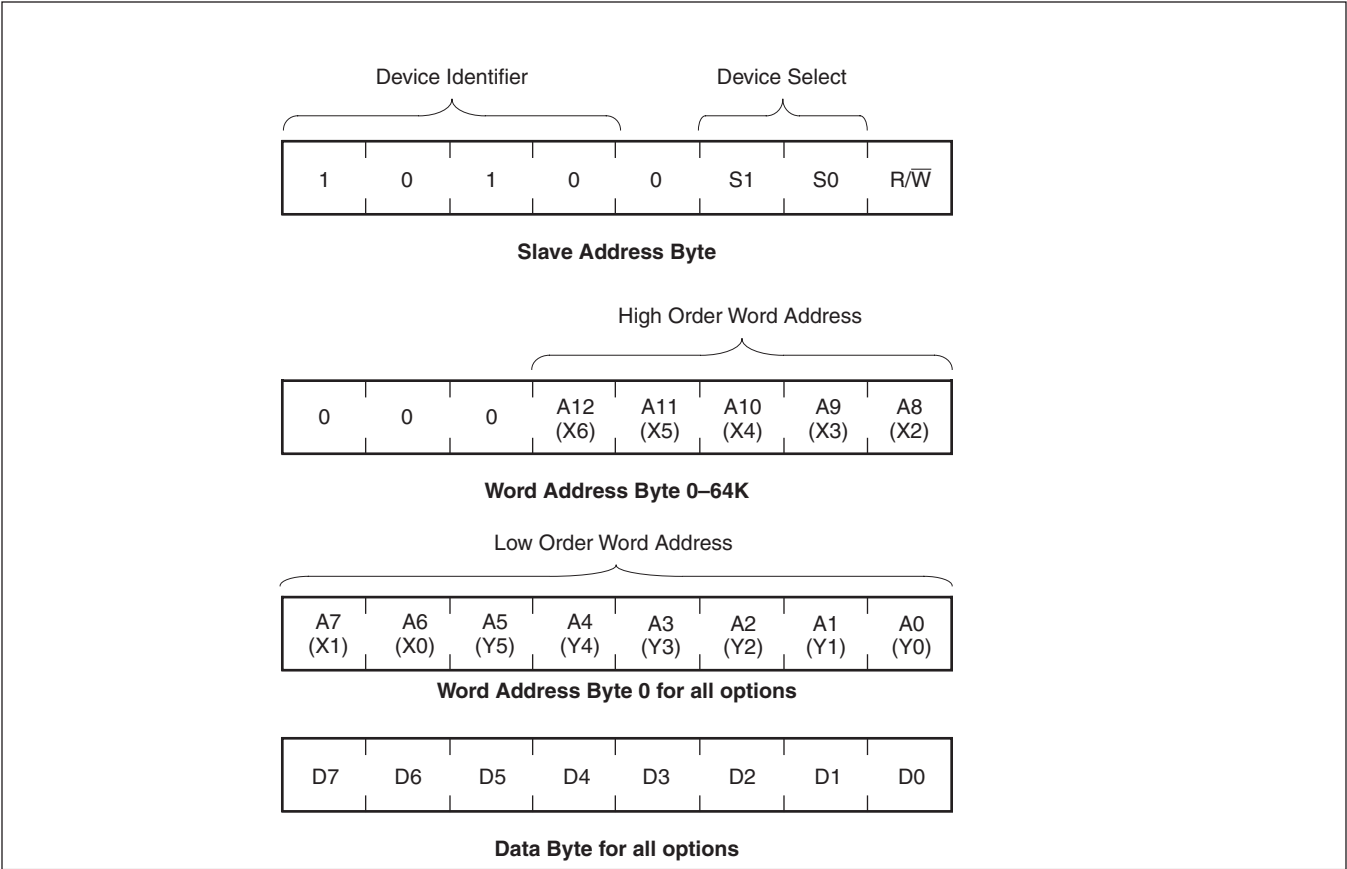 Device Identifier Device Select
1 0 1 0 0 S1 S0 R/W̅
Slave Address Byte
High Order Word Address
0 0 0 A12 A11 A10 A9 A8
(X6) (X5) (X4) (X3) (X2)
Word Address Byte 0–64K
Low Order Word Address
A7 A6 A5 A4 A3 A2 A1 A0
(X1) (X0) (Y5) (Y4) (Y3) (Y2) (Y1) (Y0)
Word Address Byte 0 for all options
D7 D6 D5 D4 D3 D2 D1 D0
Data Byte for all options